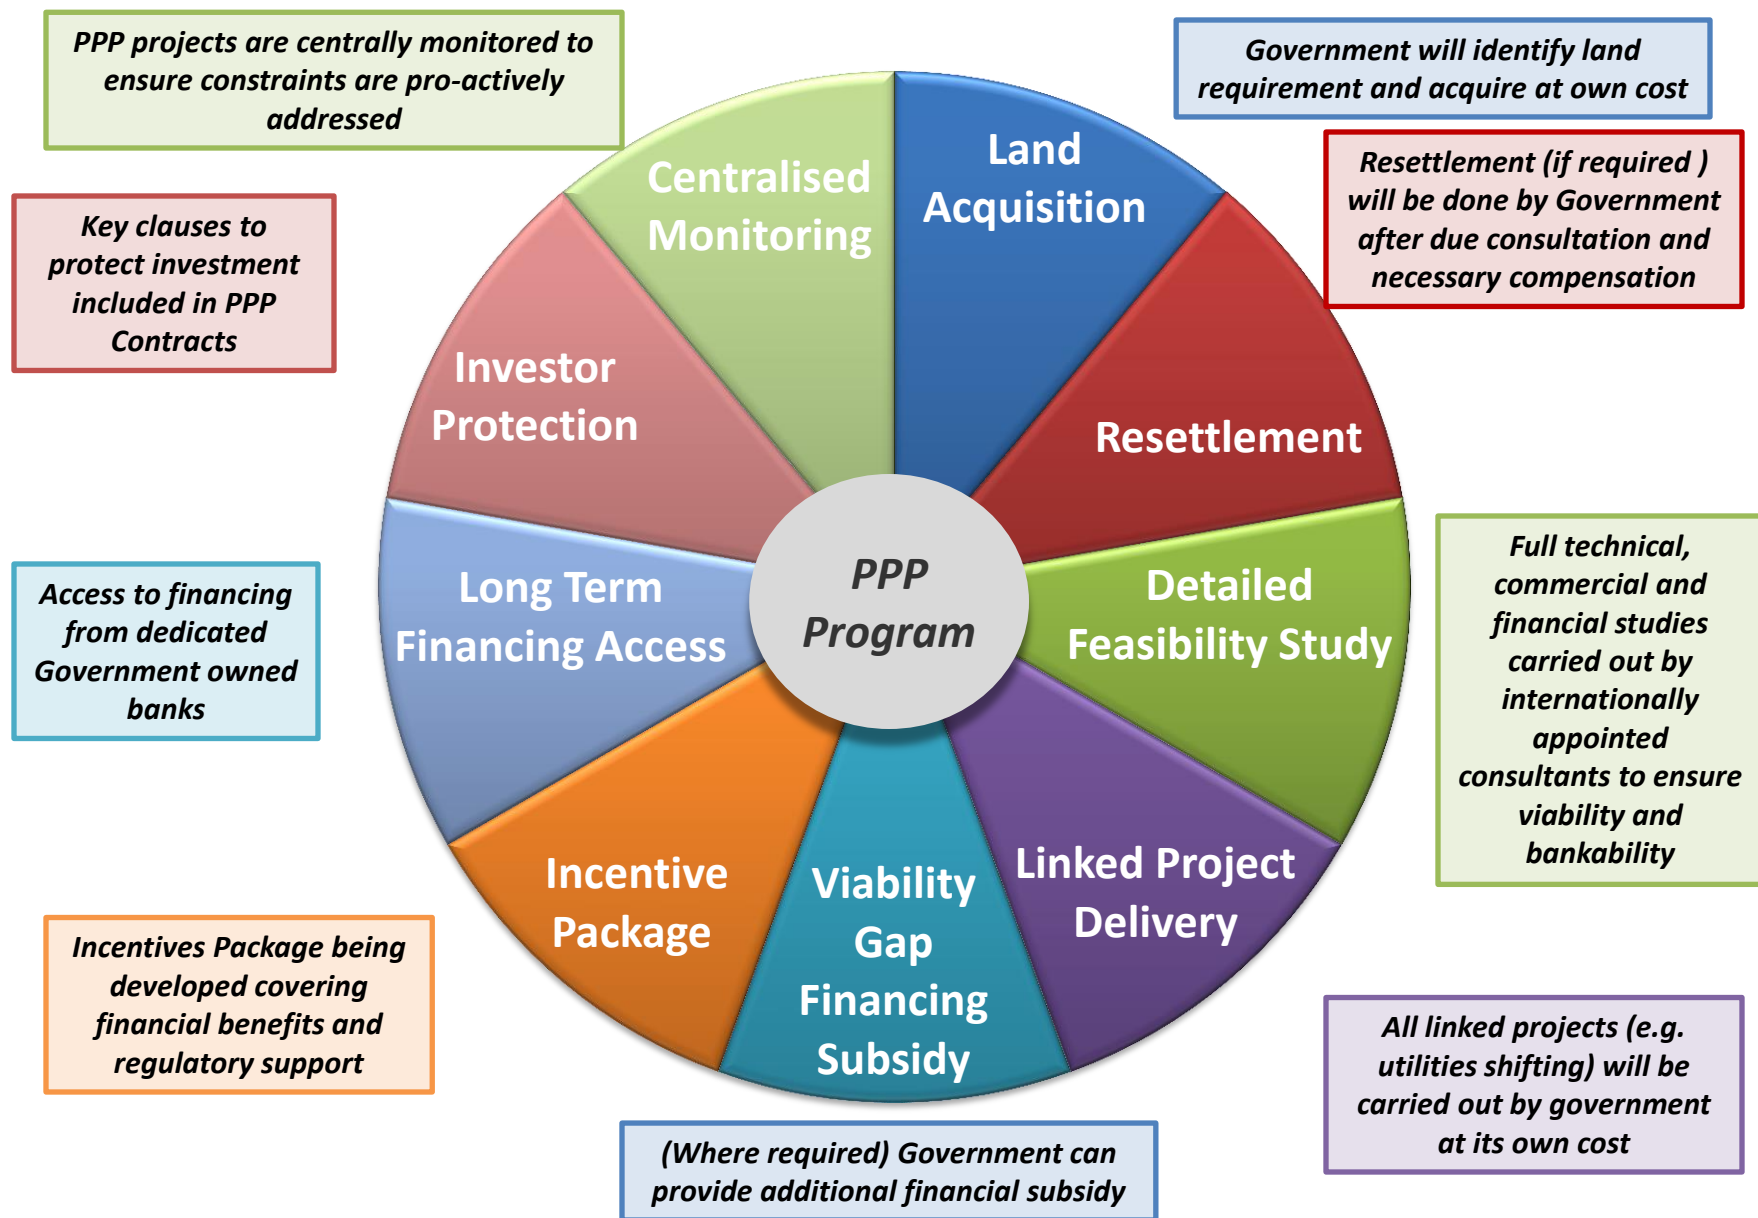 PPP projects are centrally monitored to
ensure constraints are pro-actively
addressed
Government will identify land
requirement and acquire at own cost
Resettlement (if required )
will be done by Government
after due consultation and
necessary compensation
Key clauses to
protect investment
included in PPP
Contracts
Centralised
Monitoring
Land
Acquisition
Investor
Protection
Resettlement
Long Term
Financing Access
PPP
Program
Detailed
Feasibility Study
Access to financing
from dedicated
Government owned
banks
Full technical,
commercial and
financial studies
carried out by
internationally
appointed
consultants to ensure
viability and
bankability
Incentive
Package
Viability
Gap
Financing
Subsidy
Linked Project
Delivery
Incentives Package being
developed covering
financial benefits and
regulatory support
All linked projects (e.g.
utilities shifting) will be
carried out by government
at its own cost
(Where required) Government can
provide additional financial subsidy